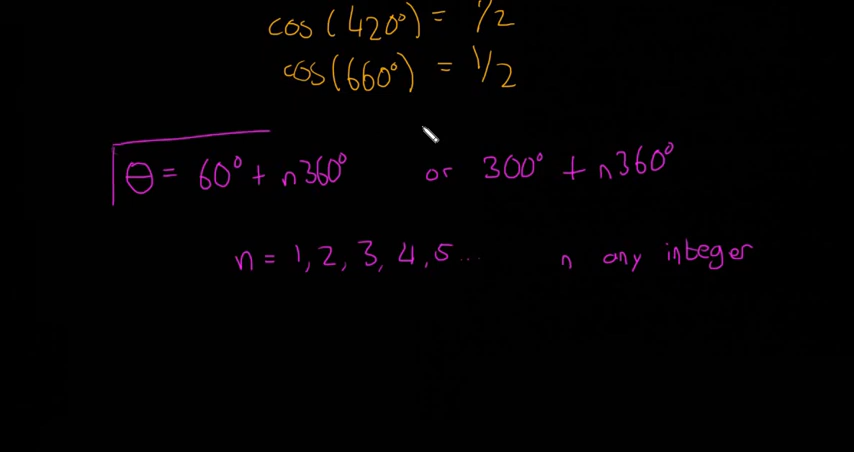 cos(420°) = 1/2
cos(660°) = 1/2
θ = 60° + n360° or 300° + n360°
n = 1, 2, 3, 4, 5... n any integer